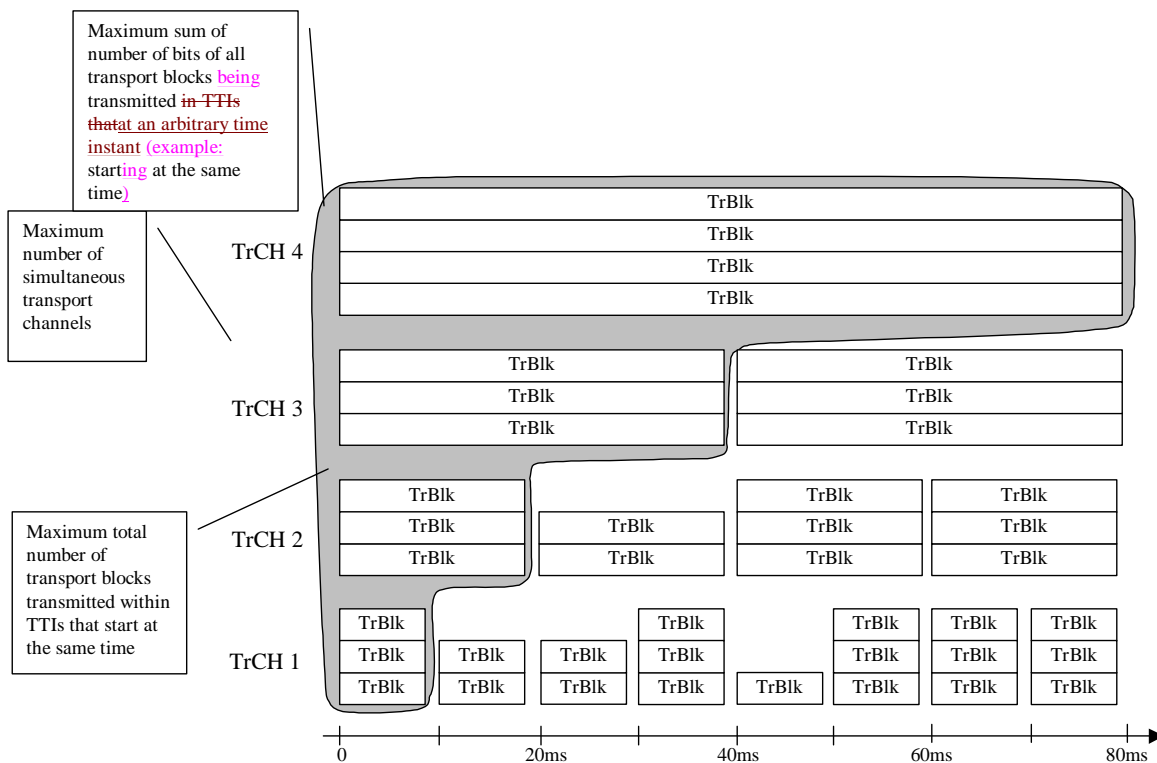 Maximum sum of
number of bits of all
transport blocks being
transmitted in TTIs
thatat an arbitrary time
instant (example:
starting at the same
time)
Maximum
number of
simultaneous
transport
channels
TrCH 4
TrBlk
TrBlk
TrBlk
TrBlk
TrCH 3
TrBlk TrBlk
TrBlk TrBlk
TrBlk TrBlk
Maximum total
number of
transport blocks
transmitted within
TTIs that start at
the same time
TrCH 2
TrBlk TrBlk TrBlk
TrBlk TrBlk TrBlk TrBlk
TrBlk TrBlk TrBlk TrBlk
TrCH 1
TrBlk TrBlk TrBlk TrBlk TrBlk
TrBlk TrBlk TrBlk TrBlk TrBlk TrBlk TrBlk
TrBlk TrBlk TrBlk TrBlk TrBlk TrBlk TrBlk TrBlk
0 20ms 40ms 60ms 80ms